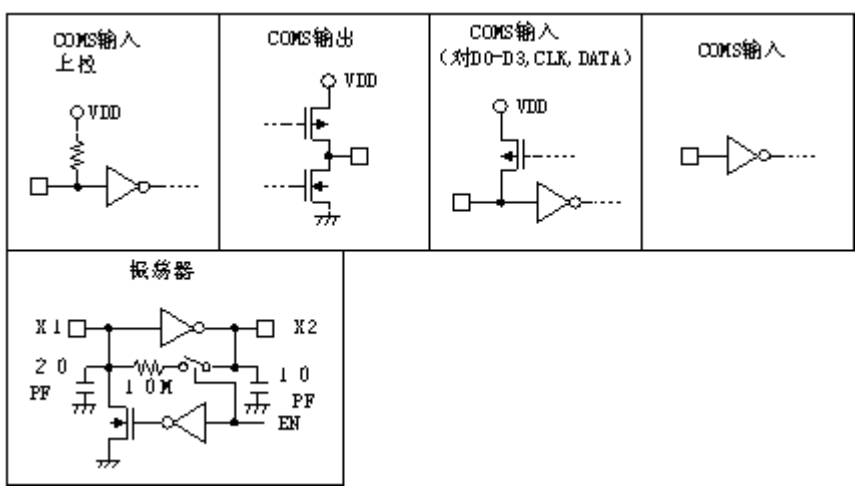 COMS输入
上拉
VDD
COMS输出
VDD
COMS输入
(对D0-D3,CLK,DATA)
VDD
COMS输入
振荡器
X1
X2
20
PF
10M
10
PF
EN